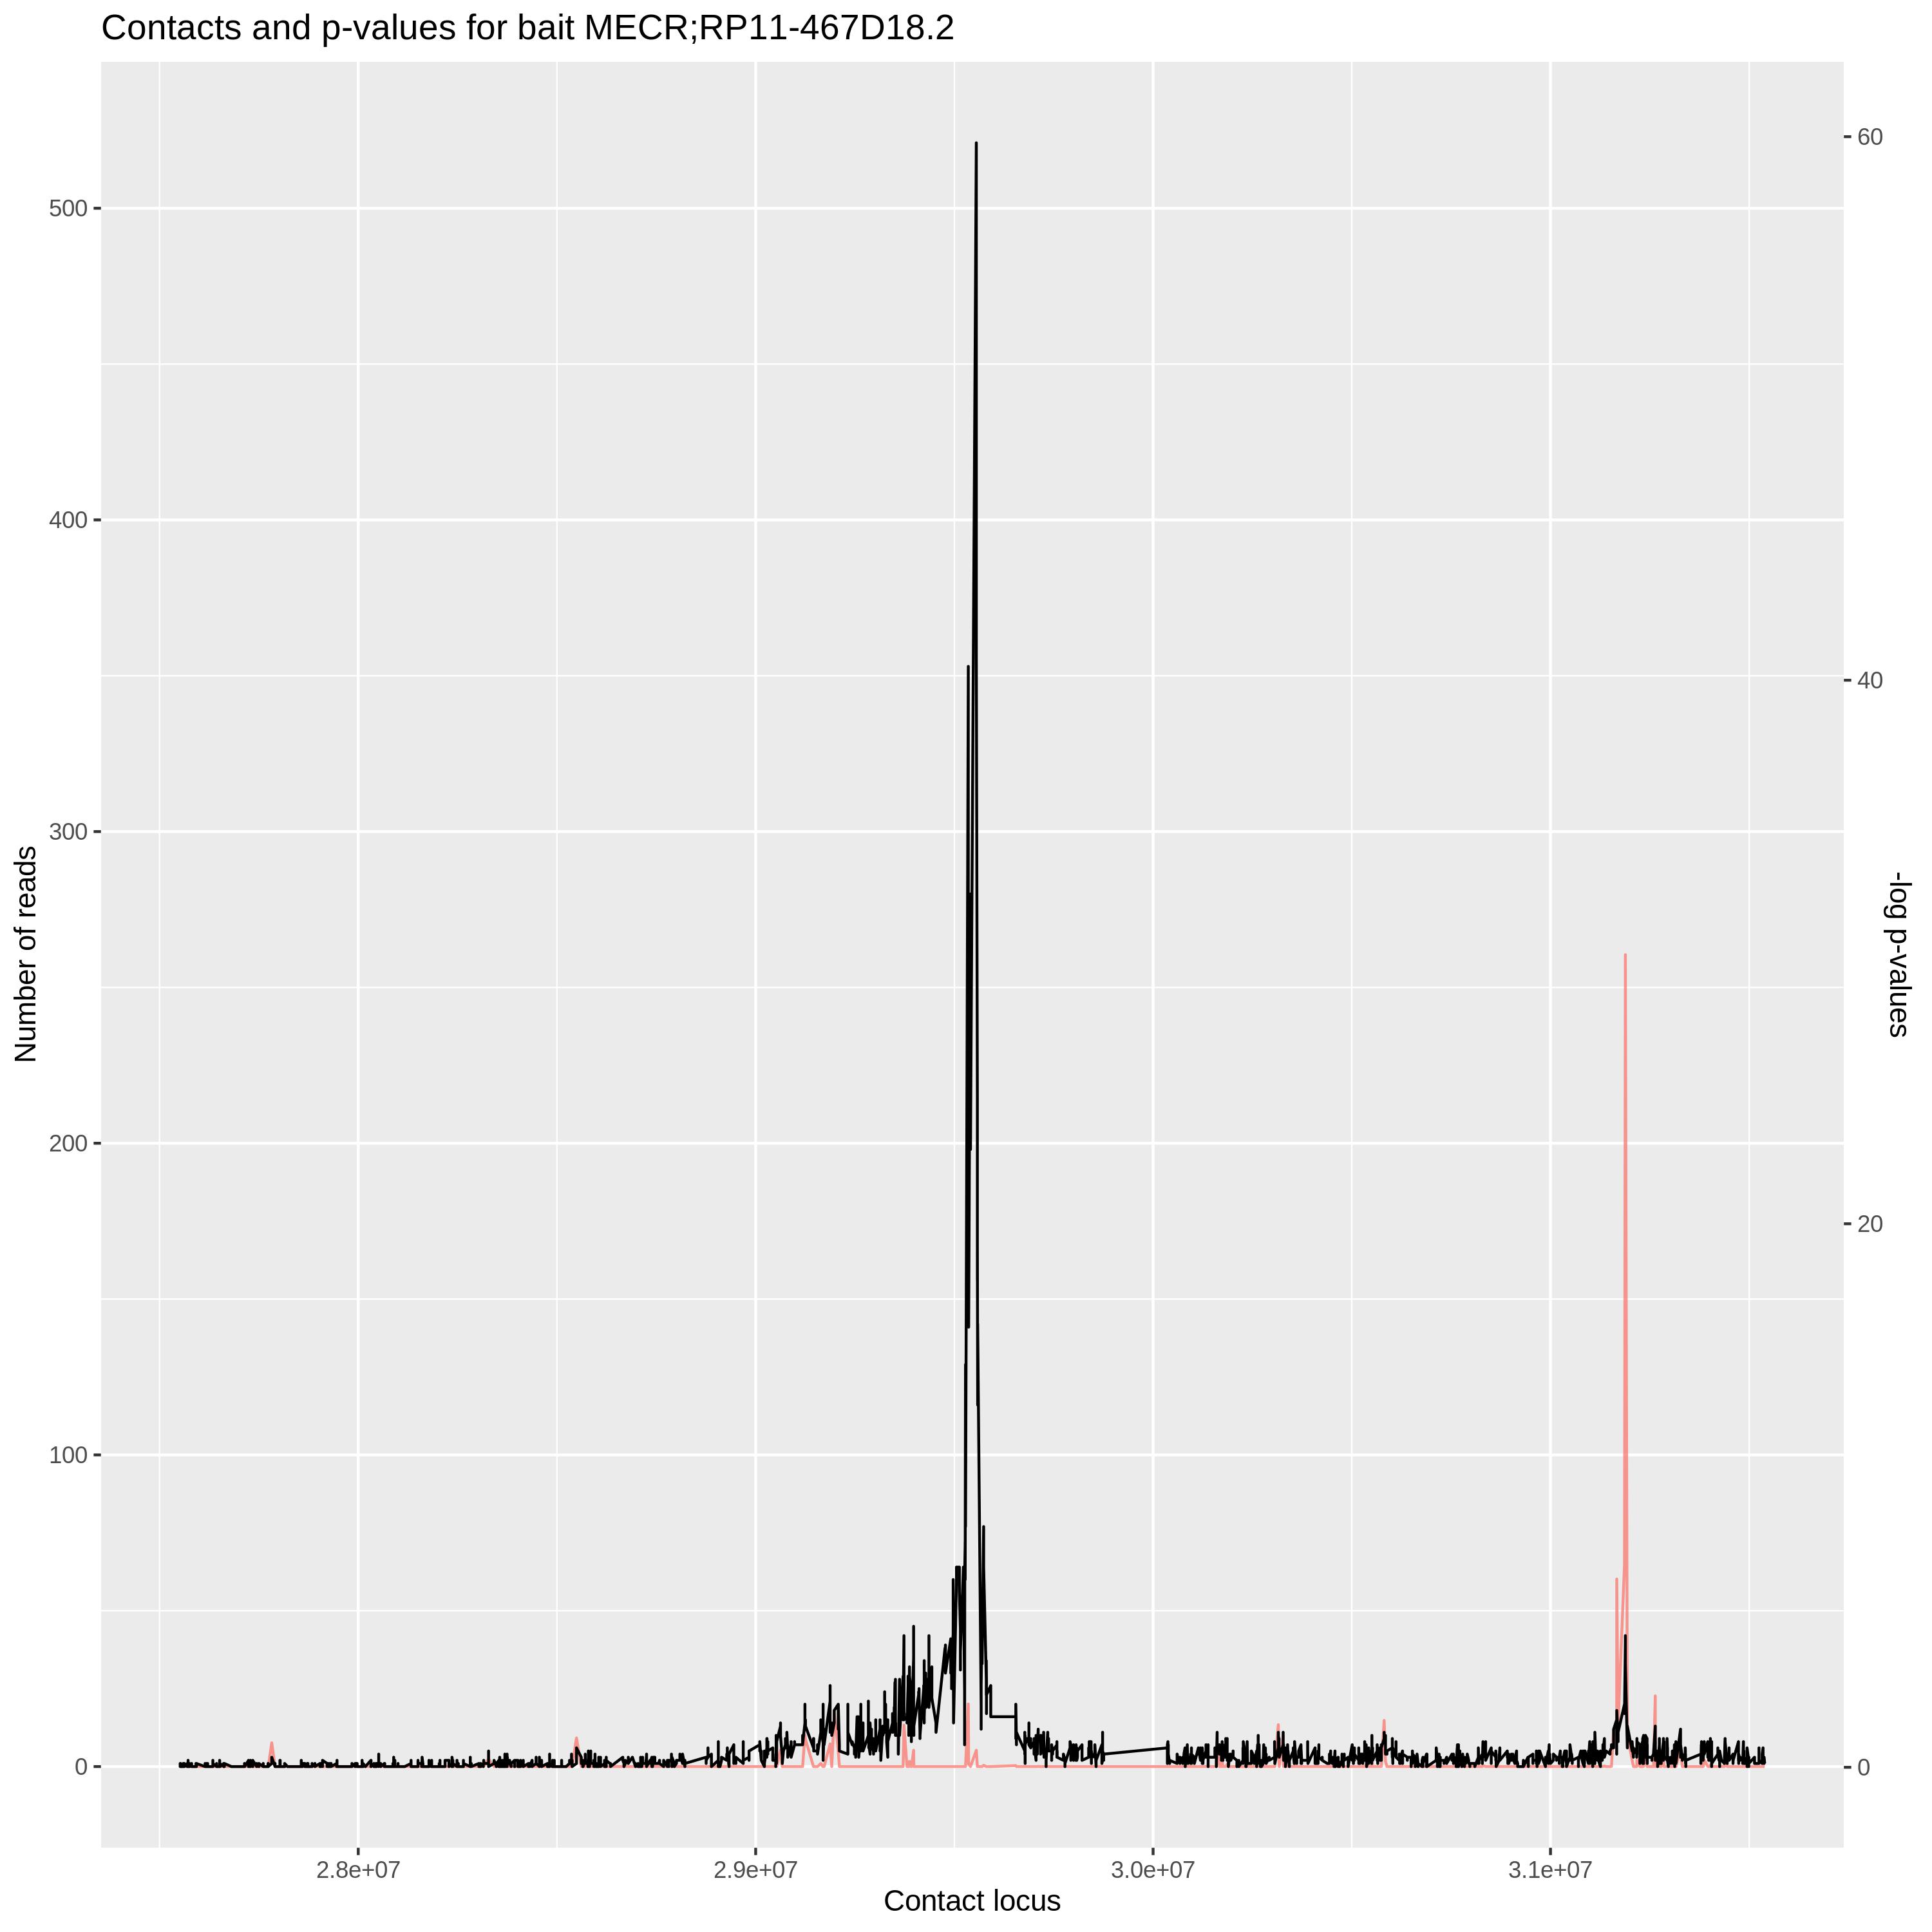 Contacts and p-values for bait MECR;RP11-467D18.2
500
400
300
200
100
0
Number of reads
60
40
20
0
-log p-values
2.8e+07
2.9e+07
3.0e+07
3.1e+07
Contact locus